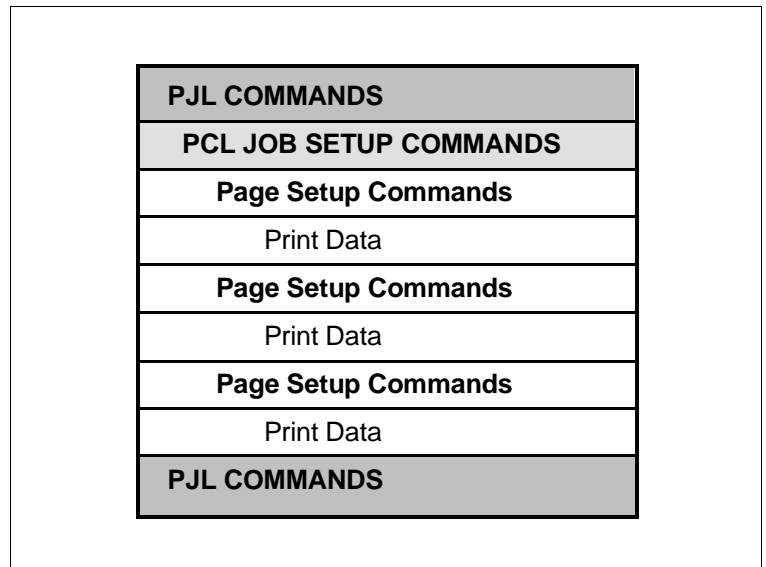 PJL COMMANDS
PCL JOB SETUP COMMANDS
Page Setup Commands
Print Data
Page Setup Commands
Print Data
Page Setup Commands
Print Data
PJL COMMANDS